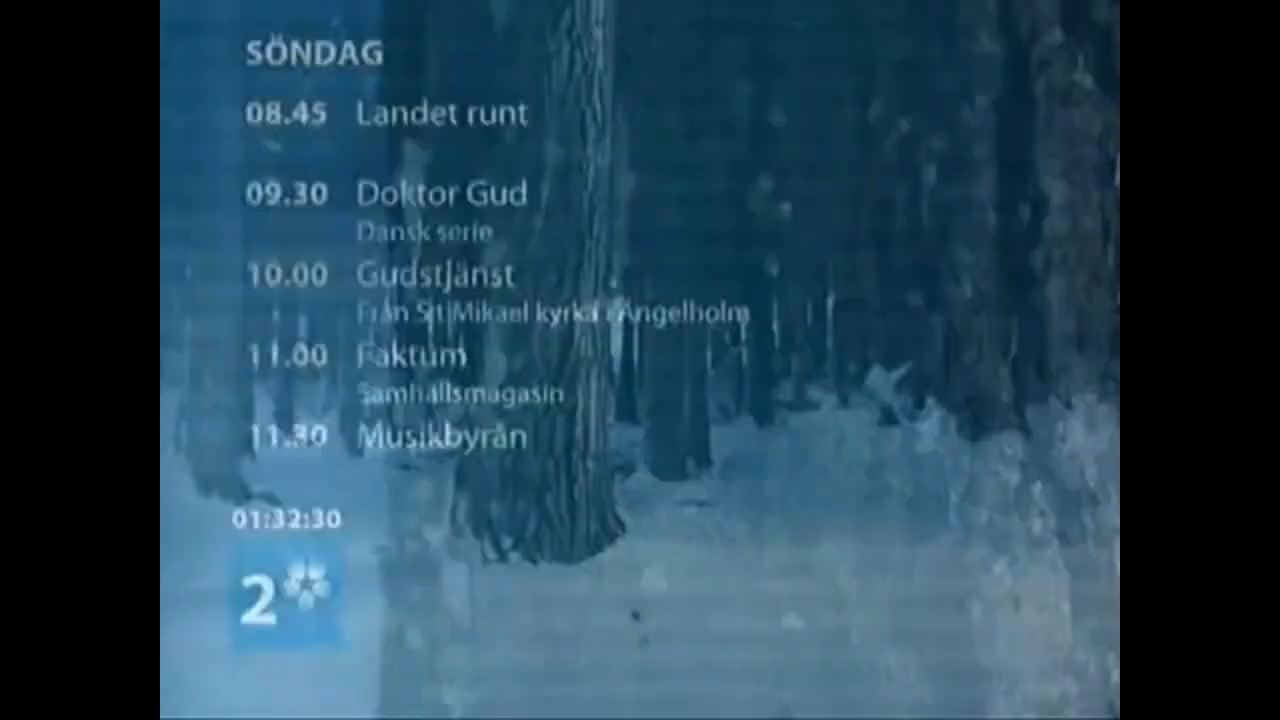 SÖNDAG
08.45 Landet runt
09.30 Doktor Gud
Dansk serie
10.00 Gudstjänst
Från S:t Mikael kyrka i Ängelholm
11.00 Faktum
Samhällsmagasin
11.30 Musikbyrån
01:32:30
2